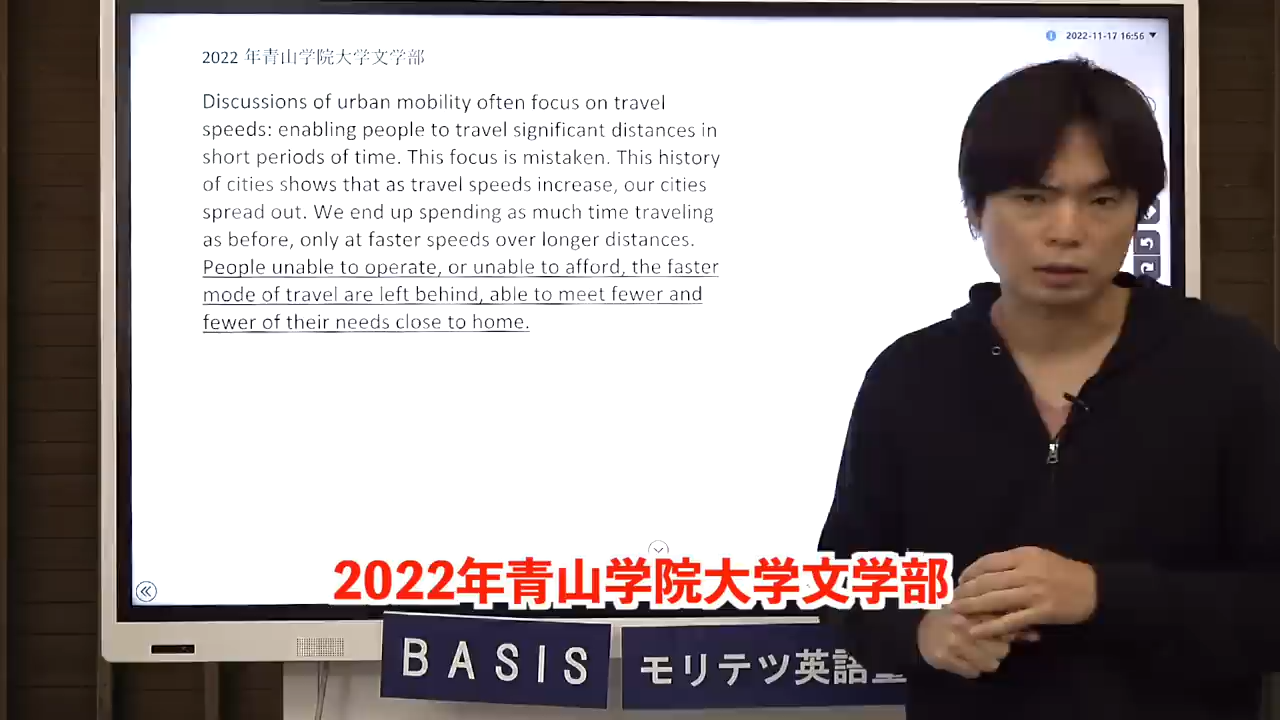 2022-11-17 16:56
2022 年青山学院大学文学部
Discussions of urban mobility often focus on travel
speeds: enabling people to travel significant distances in
short periods of time. This focus is mistaken. This history
of cities shows that as travel speeds increase, our cities
spread out. We end up spending as much time traveling
as before, only at faster speeds over longer distances.
People unable to operate, or unable to afford, the faster
mode of travel are left behind, able to meet fewer and
fewer of their needs close to home.
2022年青山学院大学文学部
BASIS
モリテツ英語